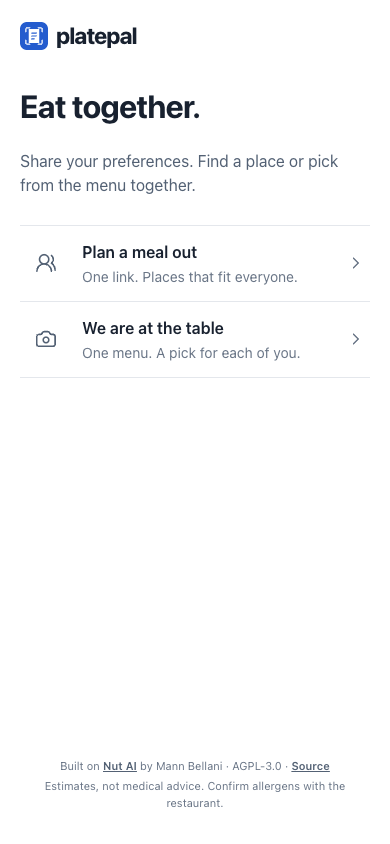 platepal
Eat together.
Share your preferences. Find a place or pick
from the menu together.
Plan a meal out
One link. Places that fit everyone.
We are at the table
One menu. A pick for each of you.
Built on Nut AI by Mann Bellani · AGPL-3.0 · Source
Estimates, not medical advice. Confirm allergens with the
restaurant.